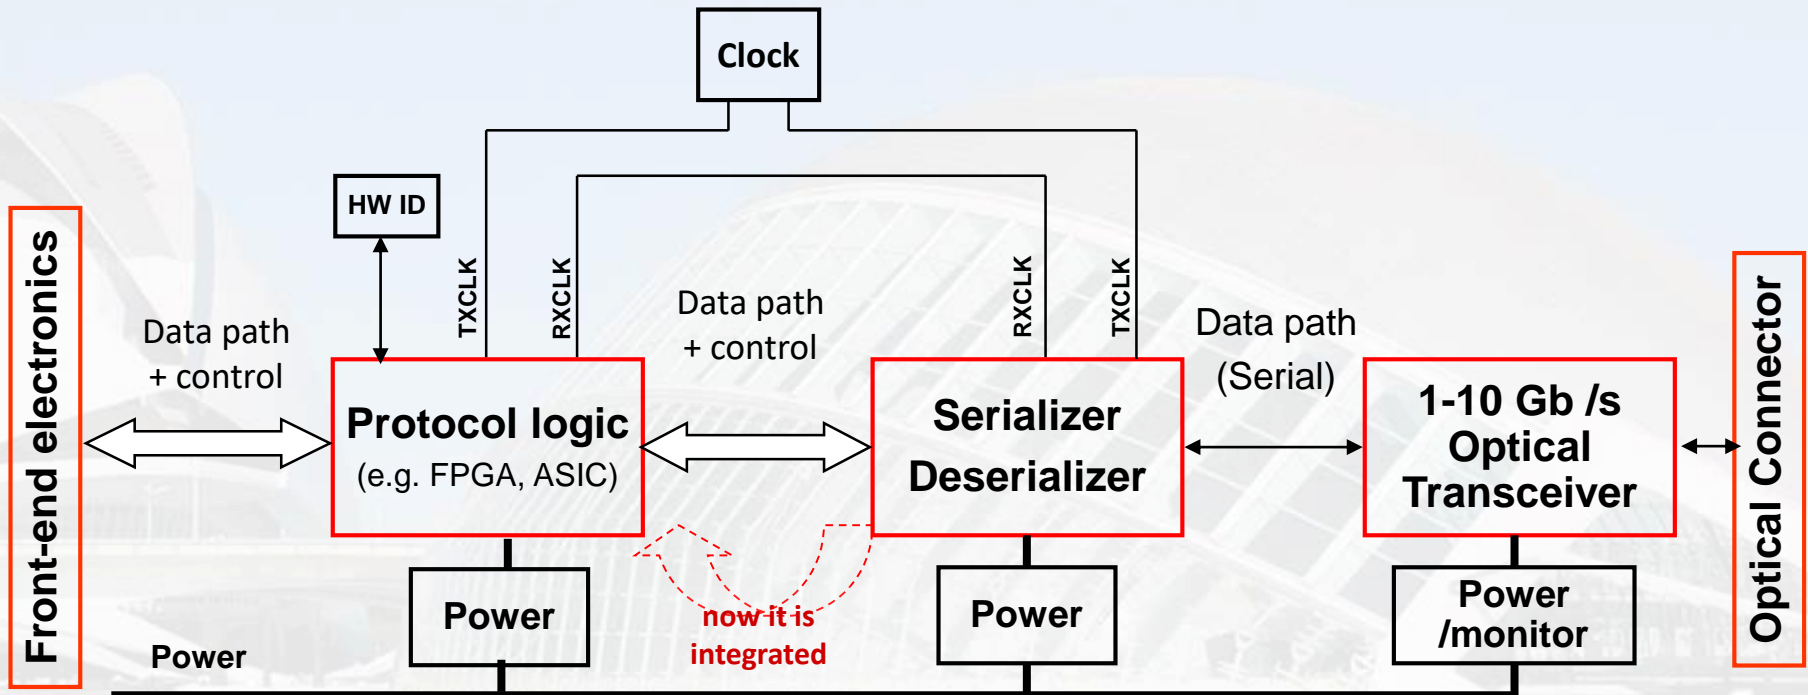 Clock
HW ID
TXCLK
RXCLK
RXCLK
TXCLK
Front-end electronics
Data path
+ control
Protocol logic
(e.g. FPGA, ASIC)
Data path
+ control
Serializer
Deserializer
Data path
(Serial)
1-10 Gb /s
Optical
Transceiver
Optical Connector
Power
Power
now it is
integrated
Power
Power
/monitor